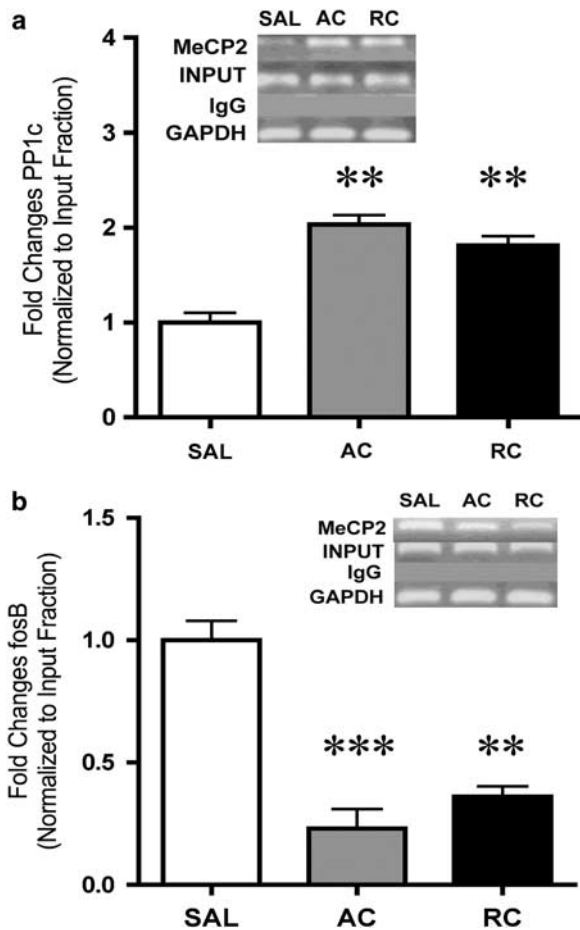 a
SAL AC RC
MeCP2
INPUT
IgG
GAPDH
Fold Changes PP1c
(Normalized to Input Fraction)
4
3
2
1
0
** **
SAL AC RC
b
SAL AC RC
MeCP2
INPUT
IgG
GAPDH
Fold Changes fosB
(Normalized to Input Fraction)
1.5
1.0
0.5
0.0
*** **
SAL AC RC